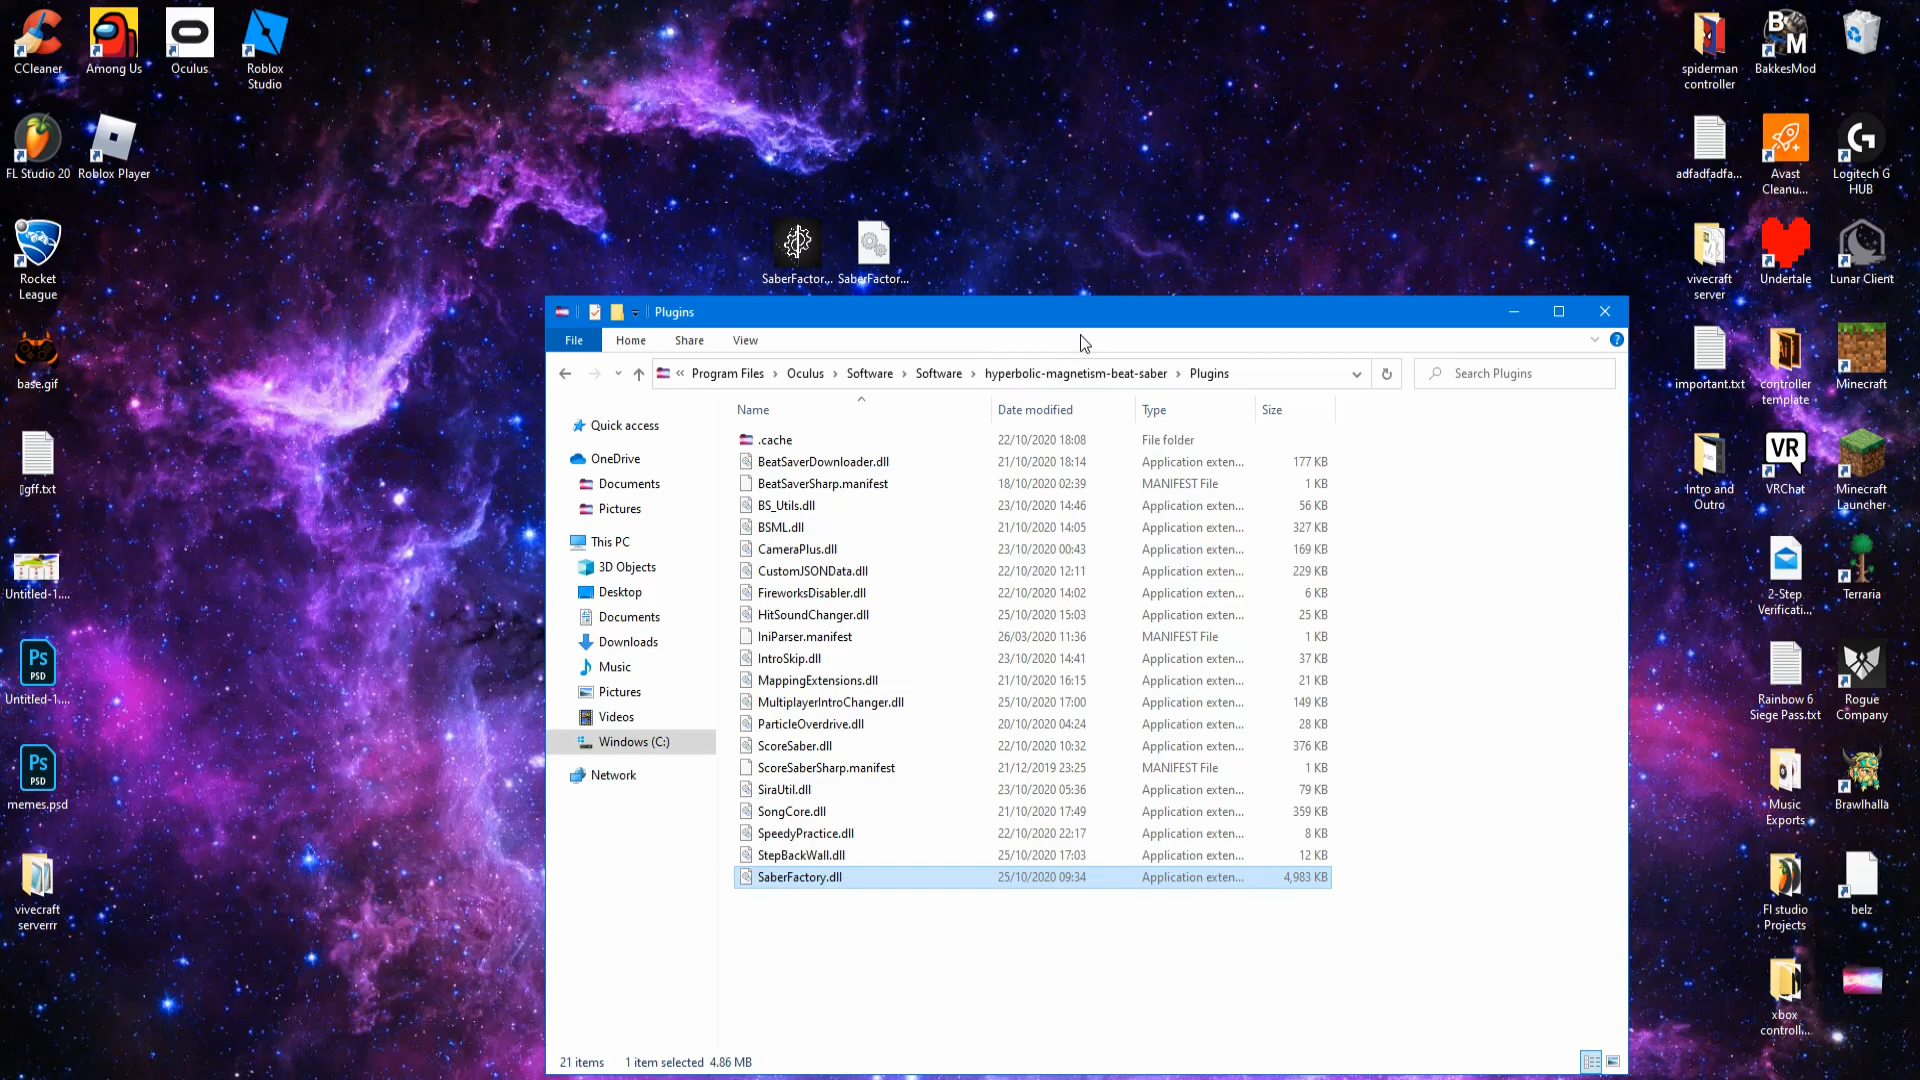 CCleaner
Among Us
Oculus
Roblox
Studio
FL Studio 20
Roblox Player
Rocket
League
base.gif
gff.txt
Untitled-1....
Ps
PSD
Untitled-1....
Ps
PSD
memes.psd
vivecraft
serverrr
SaberFactor...
SaberFactor...
spiderman
controller
B
M
BakkesMod
adfadfadfa...
Avast
Cleanu...
Logitech G
HUB
vivecraft
server
Undertale
Lunar Client
important.txt
controller
template
Minecraft
Intro and
Outro
VR
VRChat
Minecraft
Launcher
2-Step
Verificati...
Terraria
Rainbow 6
Siege Pass.txt
Rogue
Company
Music
Exports
Brawlhalla
Fl studio
Projects
belz
xbox
controll...
Plugins
File Home Share View
« Program Files › Oculus › Software › Software › hyperbolic-magnetism-beat-saber › Plugins
Search Plugins
Quick access
OneDrive
Documents
Pictures
This PC
3D Objects
Desktop
Documents
Downloads
Music
Pictures
Videos
Windows (C:)
Network
Name Date modified Type Size
.cache 22/10/2020 18:08 File folder
BeatSaverDownloader.dll 21/10/2020 18:14 Application exten... 177 KB
BeatSaverSharp.manifest 18/10/2020 02:39 MANIFEST File 1 KB
BS_Utils.dll 23/10/2020 14:46 Application exten... 56 KB
BSML.dll 21/10/2020 14:05 Application exten... 327 KB
CameraPlus.dll 23/10/2020 00:43 Application exten... 169 KB
CustomJSONData.dll 22/10/2020 12:11 Application exten... 229 KB
FireworksDisabler.dll 22/10/2020 14:02 Application exten... 6 KB
HitSoundChanger.dll 25/10/2020 15:03 Application exten... 25 KB
IniParser.manifest 26/03/2020 11:36 MANIFEST File 1 KB
IntroSkip.dll 23/10/2020 14:41 Application exten... 37 KB
MappingExtensions.dll 21/10/2020 16:15 Application exten... 21 KB
MultiplayerIntroChanger.dll 25/10/2020 17:00 Application exten... 149 KB
ParticleOverdrive.dll 20/10/2020 04:24 Application exten... 28 KB
ScoreSaber.dll 22/10/2020 10:32 Application exten... 376 KB
ScoreSaberSharp.manifest 21/12/2019 23:25 MANIFEST File 1 KB
SiraUtil.dll 23/10/2020 05:36 Application exten... 79 KB
SongCore.dll 21/10/2020 17:49 Application exten... 359 KB
SpeedyPractice.dll 22/10/2020 22:17 Application exten... 8 KB
StepBackWall.dll 25/10/2020 17:03 Application exten... 12 KB
SaberFactory.dll 25/10/2020 09:34 Application exten... 4,983 KB
21 items 1 item selected 4.86 MB